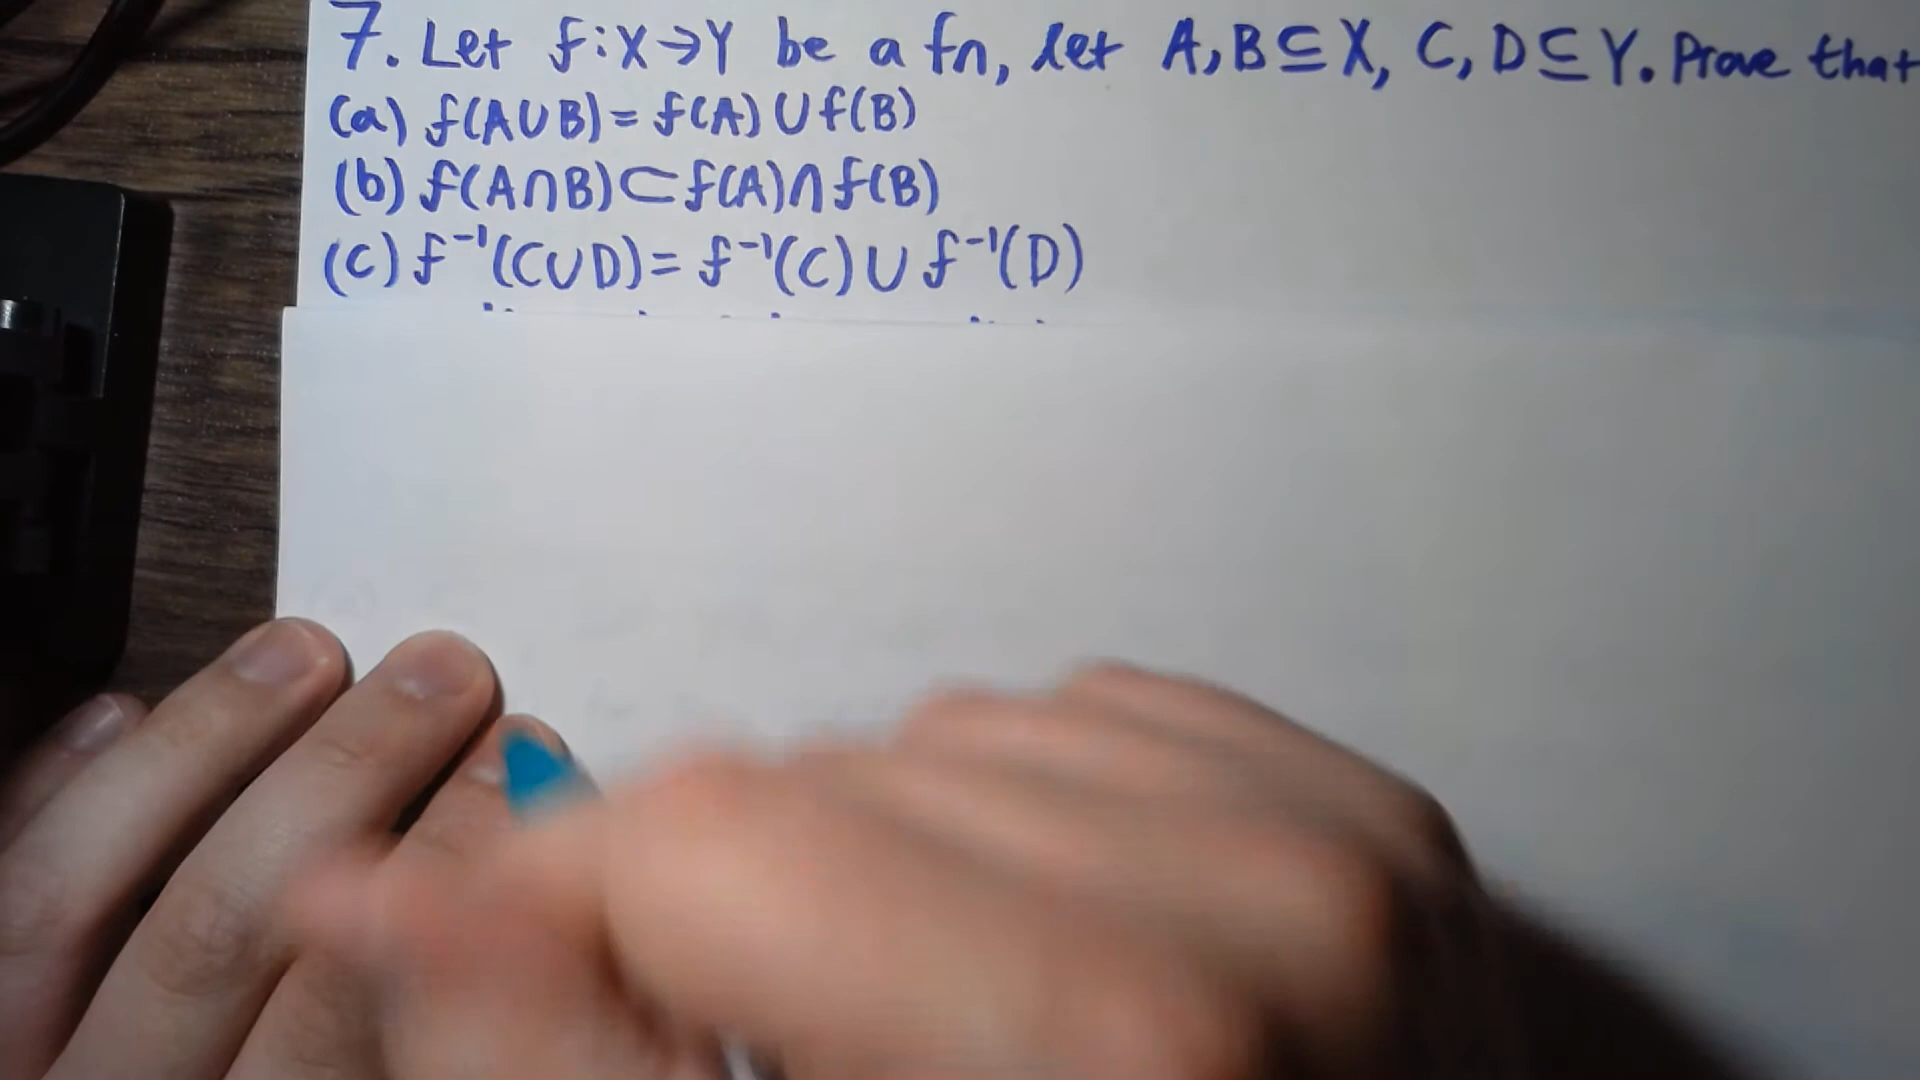 7. Let f:X→Y be a fn, let A,B⊆X, C,D⊆Y. Prove that
(a) f(A∪B)=f(A)∪f(B)
(b) f(A∩B)⊂f(A)∩f(B)
(c) f⁻¹(C∪D)=f⁻¹(C)∪f⁻¹(D)